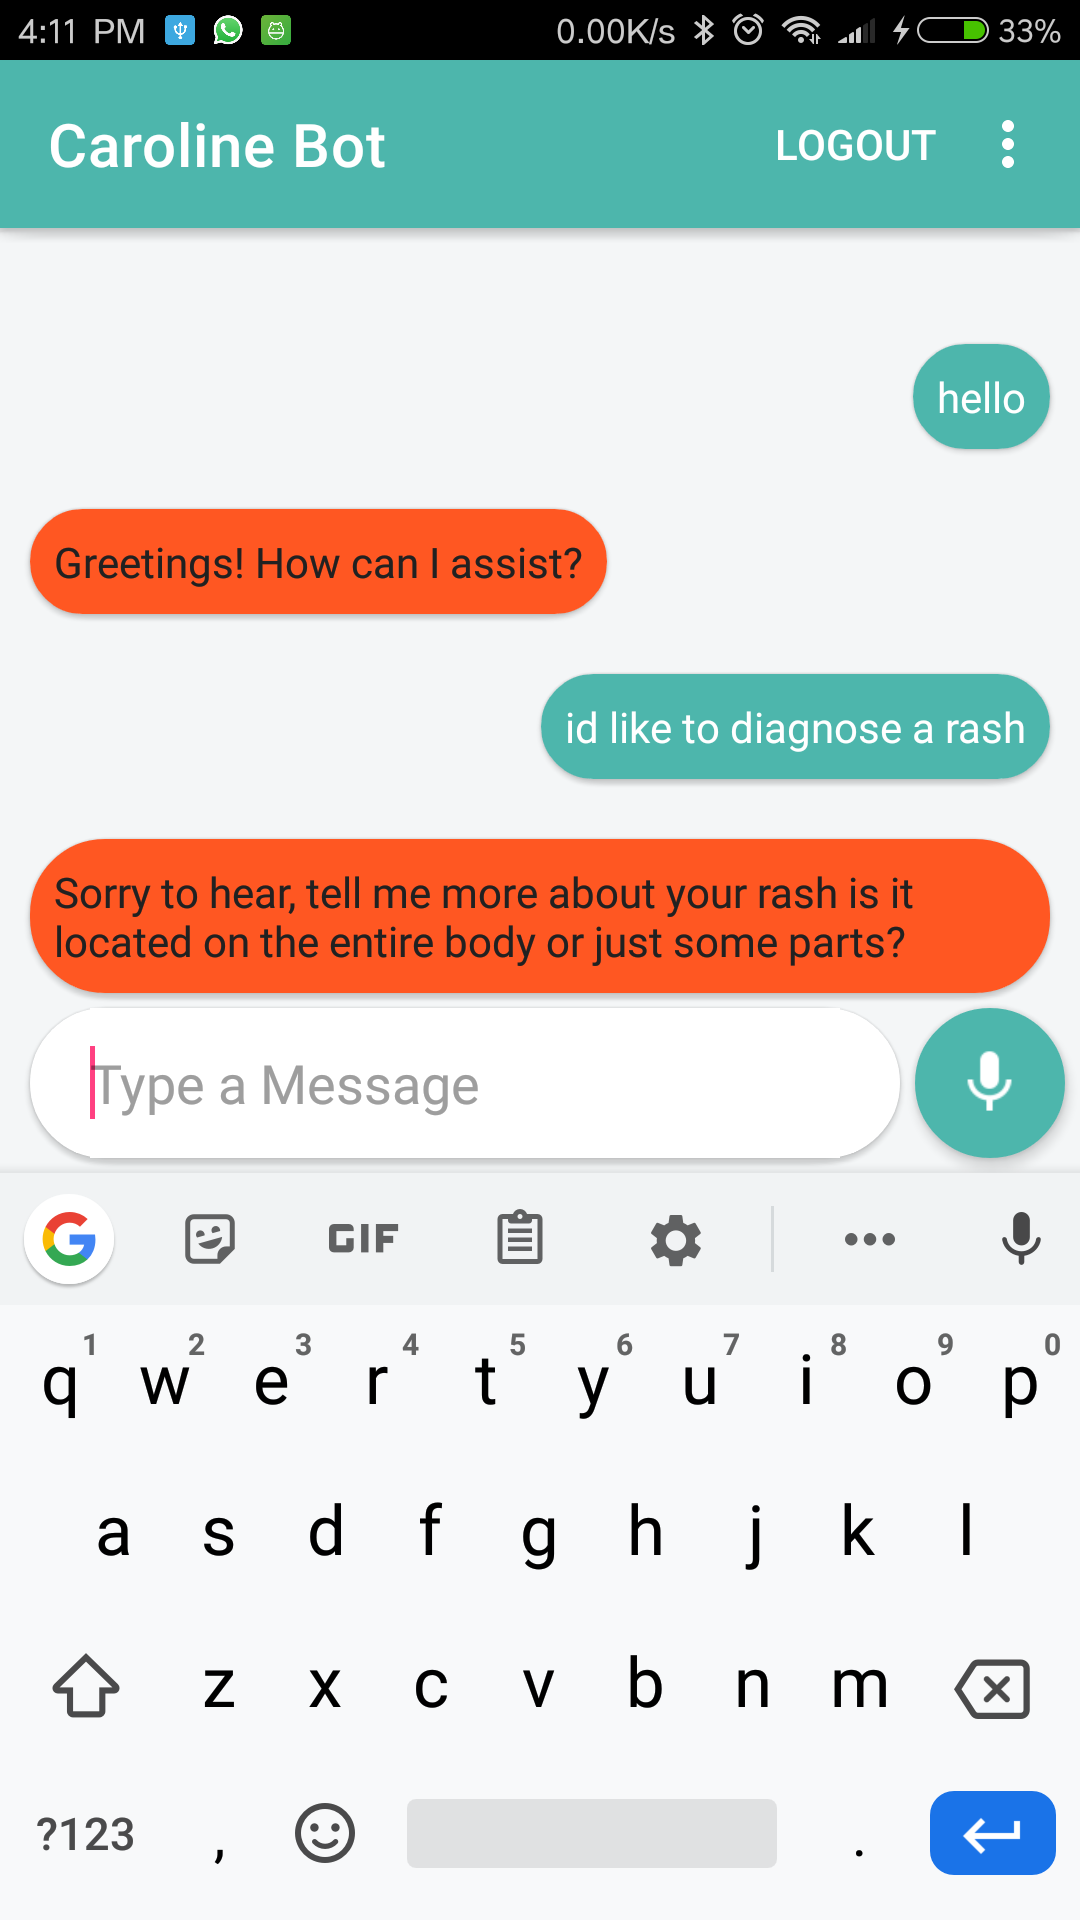 4:11 PM 0.00K/s 33%
Caroline Bot LOGOUT
hello
Greetings! How can I assist?
id like to diagnose a rash
Sorry to hear, tell me more about your rash is it
located on the entire body or just some parts?
Type a Message
G GIF
1 2 3 4 5 6 7 8 9 0
q w e r t y u i o p
a s d f g h j k l
z x c v b n m
?123 , .